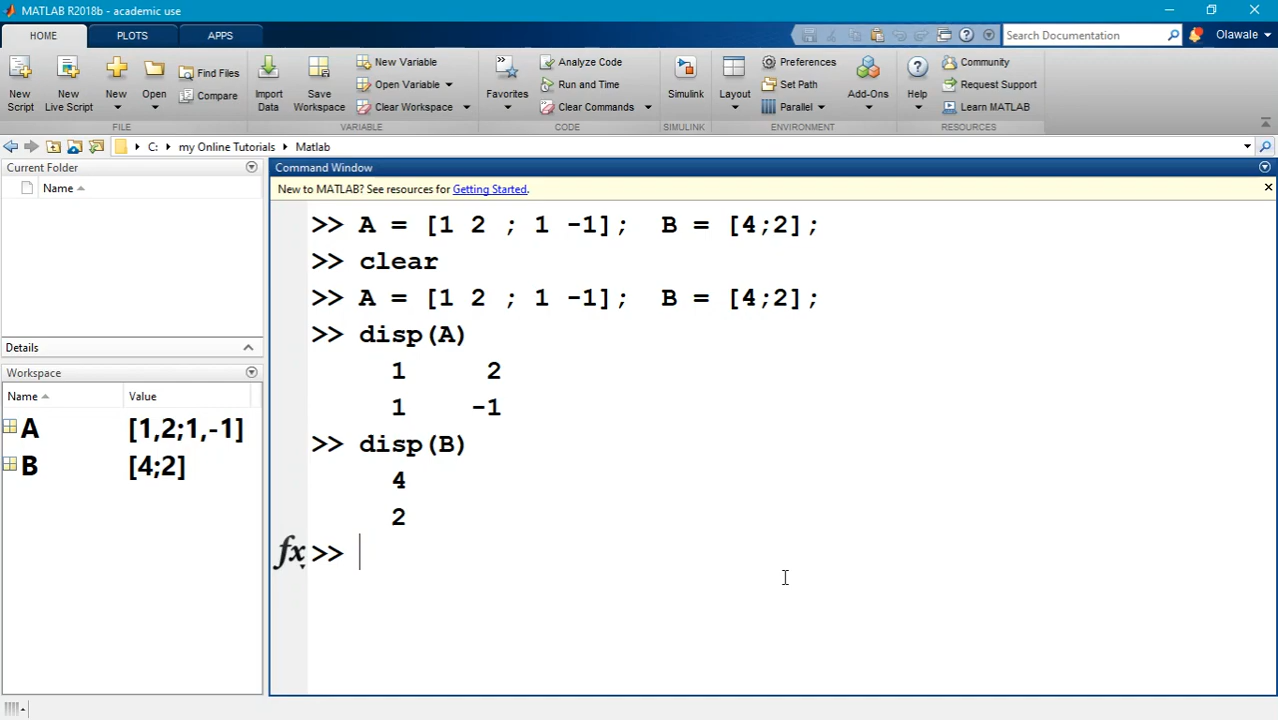 MATLAB R2018b - academic use
HOME PLOTS APPS Search Documentation Olawale
New Script
New Live Script
New
Open
Find Files
Compare
FILE
Import Data
Save Workspace
New Variable
Open Variable
Clear Workspace
VARIABLE
Favorites
Analyze Code
Run and Time
Clear Commands
CODE
Simulink
SIMULINK
Layout
Preferences
Set Path
Parallel
Add-Ons
ENVIRONMENT
Help
Community
Request Support
Learn MATLAB
RESOURCES
C: my Online Tutorials Matlab
Current Folder
Name
Details
Workspace
Name Value
A [1,2;1,-1]
B [4;2]
Command Window
New to MATLAB? See resources for Getting Started.
>> A = [1 2 ; 1 -1]; B = [4;2];
>> clear
>> A = [1 2 ; 1 -1]; B = [4;2];
>> disp(A)
1 2
1 -1
>> disp(B)
4
2
fx >>